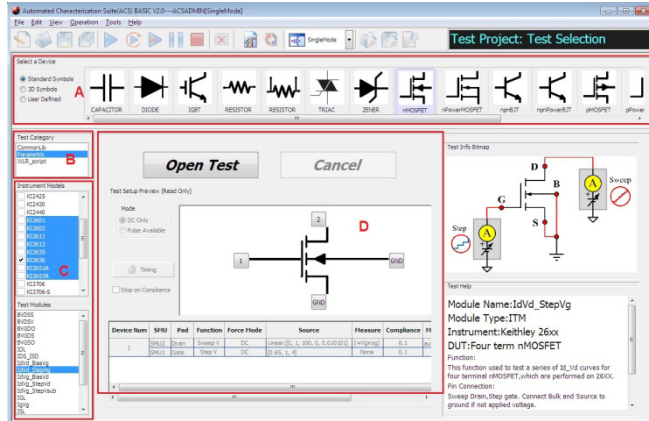 Automated Characterization Suite(ACS) BASIC V2.0---ACSADMIN[SingleMode]
File Edit View Operation Tools Help
SingleMode
Test Project: Test Selection
Select a Device
Standard Symbols
3D Symbols
User Defined
A
CAPACITOR DIODE IGBT RESISTOR RESISTOR TRIAC ZENER nMOSFET nPowerMOSFET npnBJT npnPowerBJT pMOSFET pPower
Test Category
CommonLib
Parametric
WLR_script
B
Instrument Models
KI2425
KI2430
KI2440
KI2601
KI2602
KI2611
KI2612
KI2635
KI2636
KI2651A
KI2657A
KI3706
KI3706-S
C
Test Modules
BVDSS
BVDSV
BVGDO
BVGDS
BVGSO
IDL
IDS_ISD
IdVd_BiasVg
IdVd_StepVg
IdVg_BiasVd
IdVg_StepVd
IdVg_StepVsub
IGL
IgVg
ISL
Open Test
Cancel
Test Setup Preview (Read Only)
Mode
DC Only
Pulse Available
Timing
Stop on Compliance
D
2
1
GND
GND
Device Num SMU Pad Function Force Mode Source Measure Compliance M
1
SMU2 Drain Sweep V DC Linear:[0, 1, 100, 0, 0.010101] I+V(prog) 0.1
SMU1 Gate Step V DC [0.65, 1, 4] None 0.1
Test Info Bitmap
D
G
B
S
A
A
Sweep
Step
Test Help
Module Name:IdVd_StepVg
Module Type:ITM
Instrument:Keithley 26xx
DUT:Four term nMOSFET
Function:
This function used to test a series of Id_Vd curves for
four terminal nMOSFET,which are performed on 26XX.
Pin Connection:
Sweep Drain,Step gate. Connect Bulk and Source to
ground if not applied voltage.